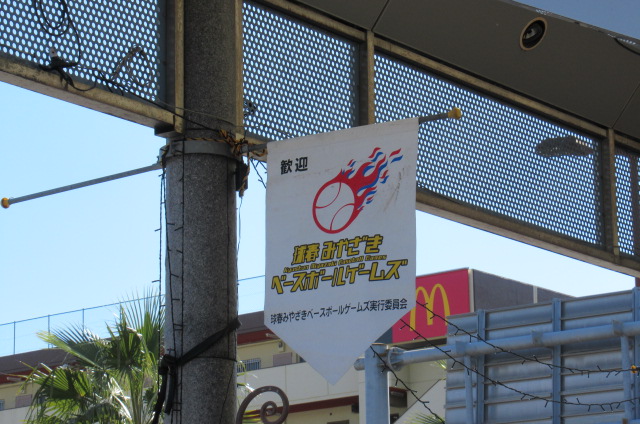 歓迎
球春みやざき
Kyushun Miyazaki Baseball Games
ベースボールゲームズ
球春みやざきベースボールゲームズ実行委員会